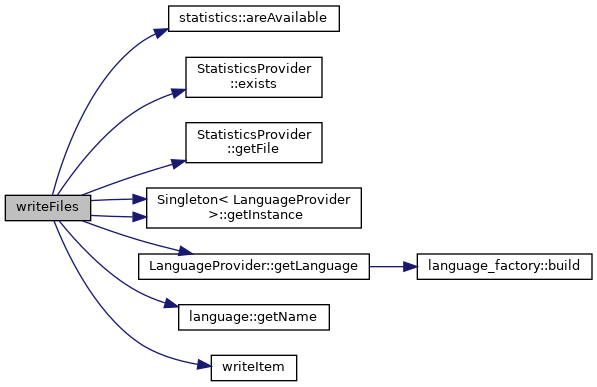 statistics::areAvailable
StatisticsProvider
::exists
StatisticsProvider
::getFile
writeFiles
Singleton< LanguageProvider
>::getInstance
LanguageProvider::getLanguage
language_factory::build
language::getName
writeItem